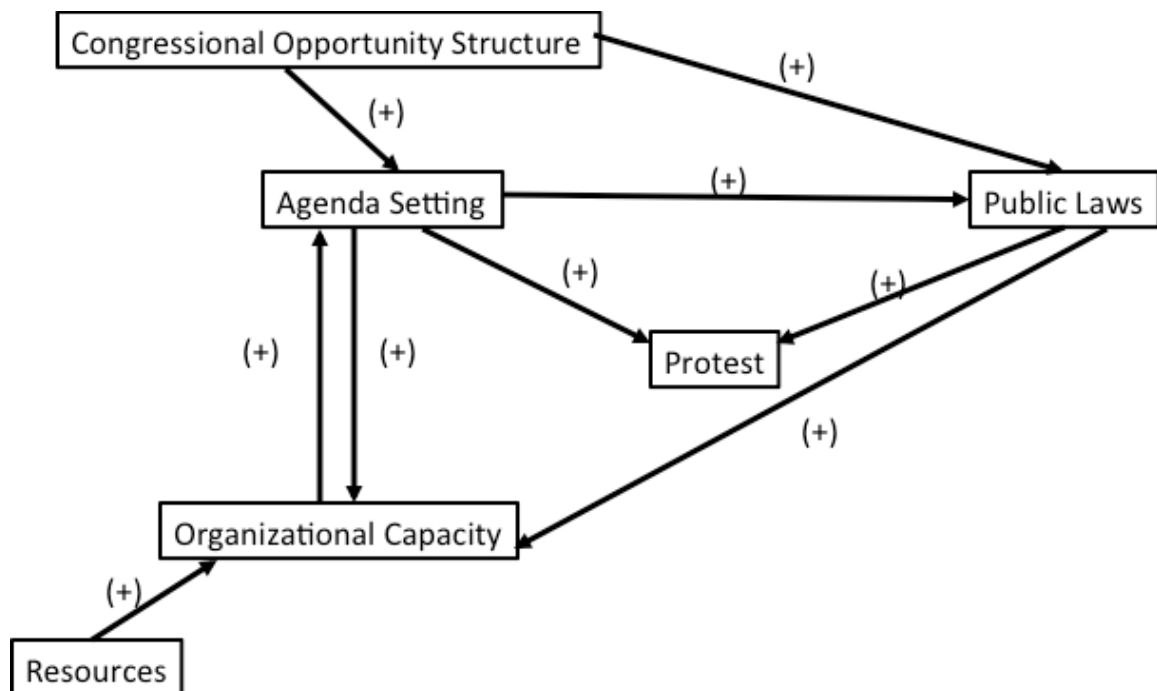 Congressional Opportunity Structure
(+)
(+)
Agenda Setting
(+)
Public Laws
(+)
(+)
(+)
(+)
Protest
(+)
Organizational Capacity
(+)
Resources